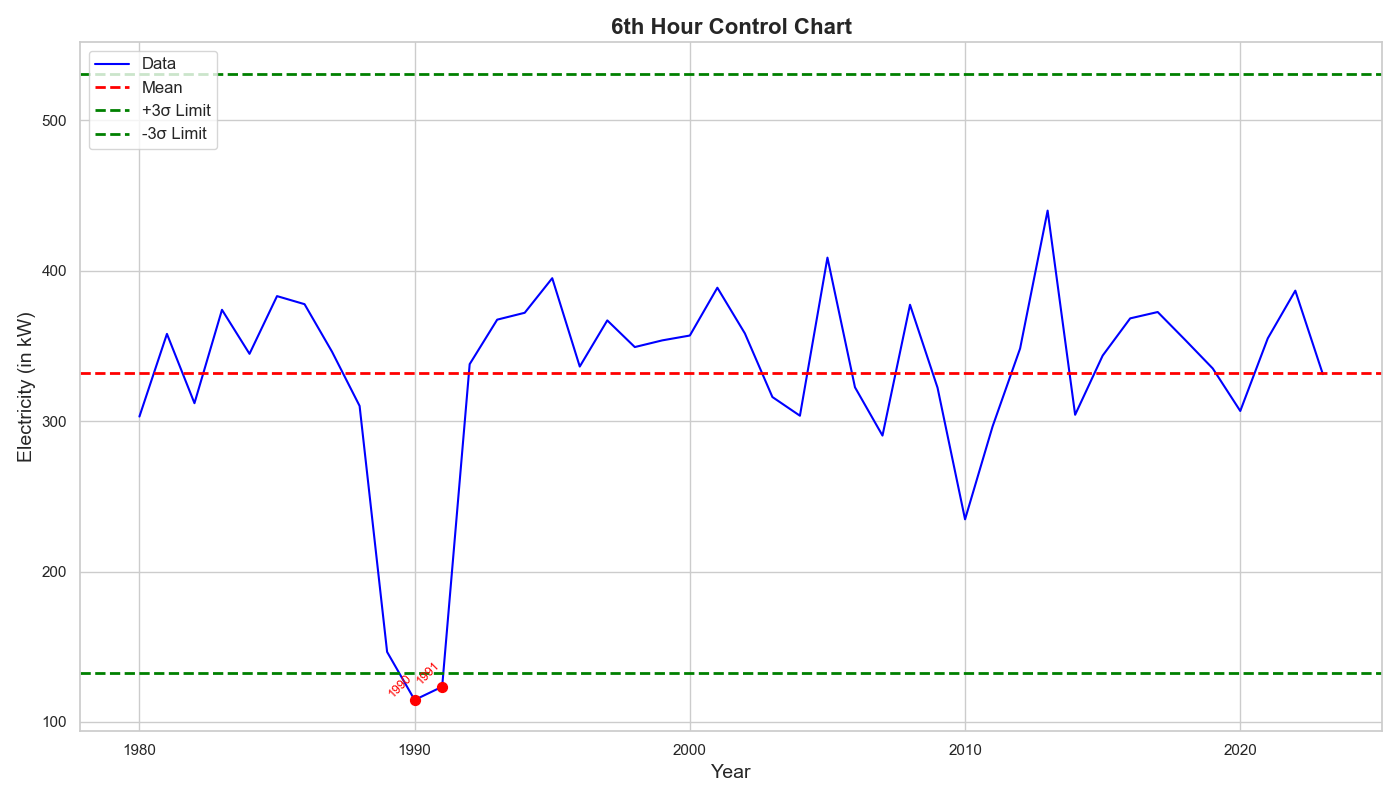 6th Hour Control Chart
Data
Mean
+3σ Limit
-3σ Limit
Electricity (in kW)
500
400
300
200
100
1990
1991
1980
1990
2000
2010
2020
Year